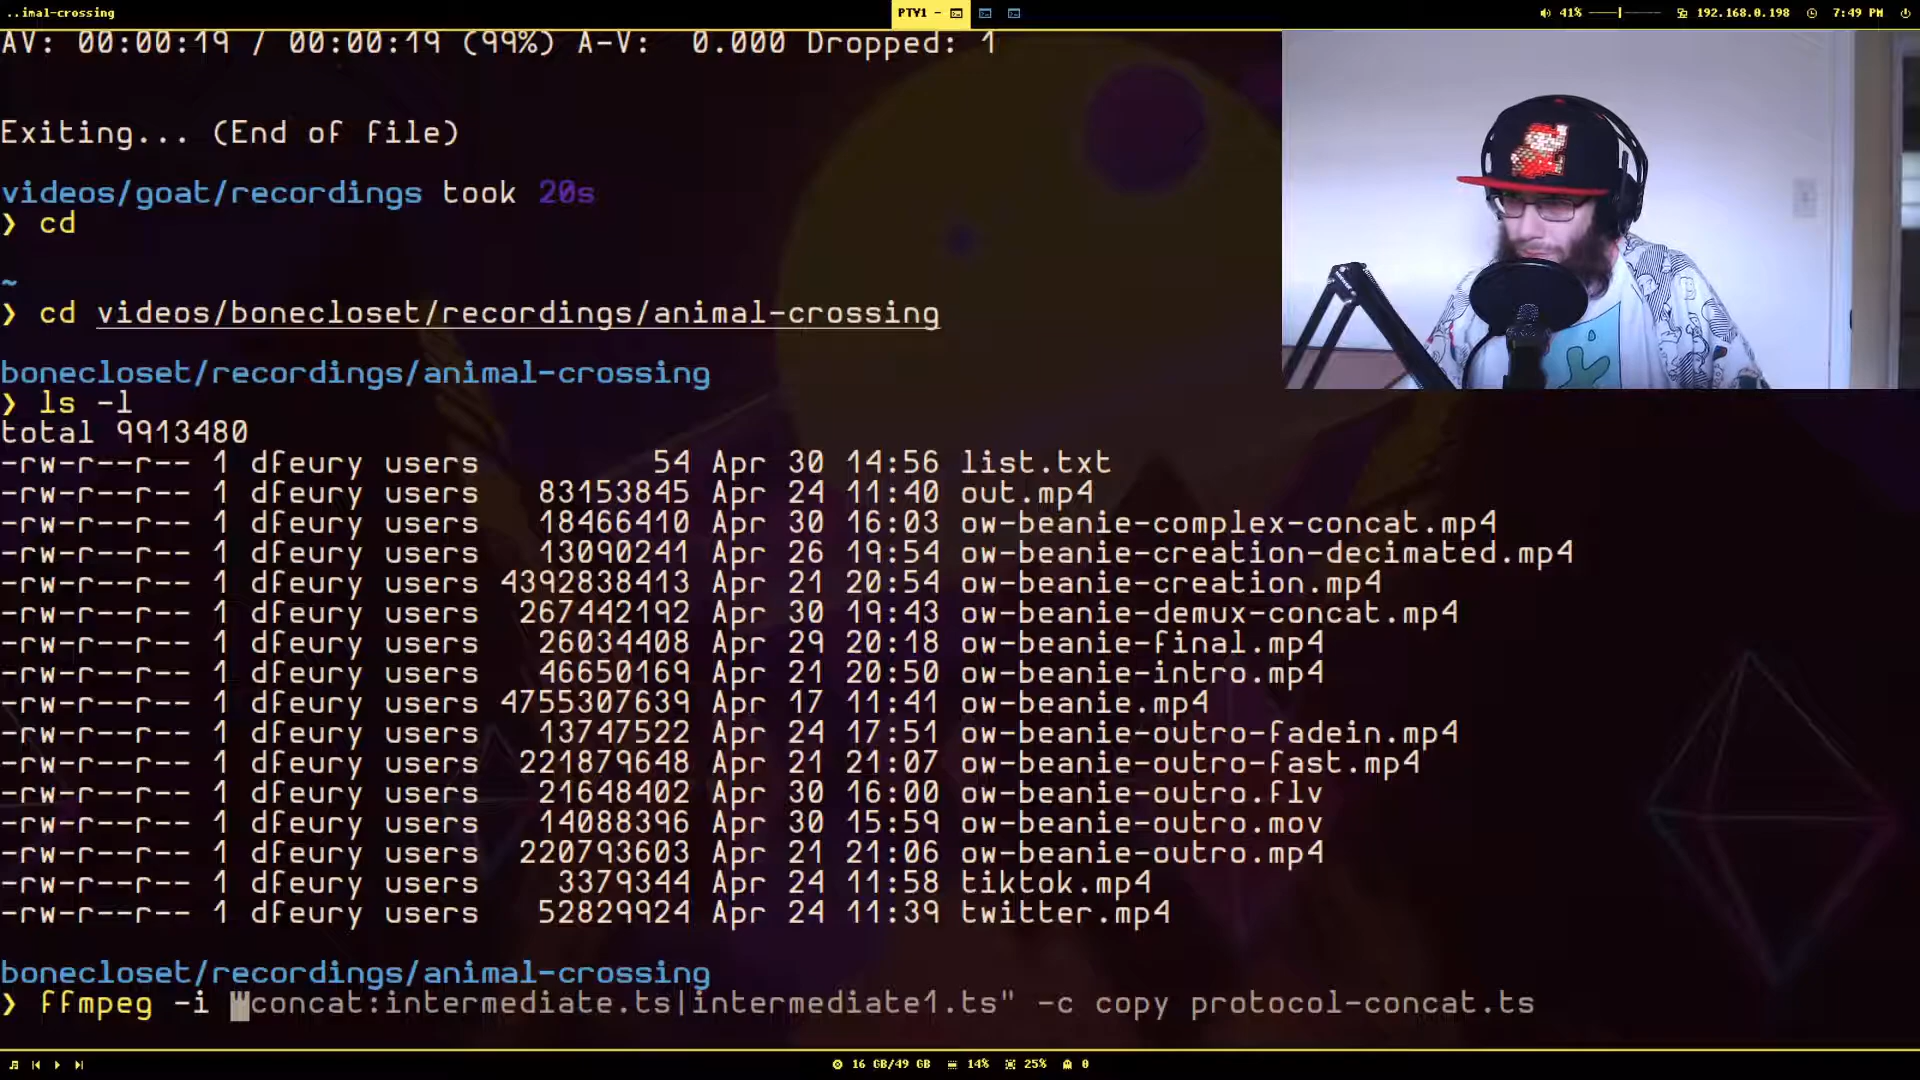 ..imal-crossing
PTY1 -
41%
192.168.0.198
7:49 PM
AV: 00:00:19 / 00:00:19 (99%) A-V:  0.000 Dropped: 1
Exiting... (End of file)
videos/goat/recordings took 20s
❯ cd
~
❯ cd videos/bonecloset/recordings/animal-crossing
bonecloset/recordings/animal-crossing
❯ ls -l
total 9913480
-rw-r--r-- 1 dfeury users         54 Apr 30 14:56 list.txt
-rw-r--r-- 1 dfeury users   83153845 Apr 24 11:40 out.mp4
-rw-r--r-- 1 dfeury users   18466410 Apr 30 16:03 ow-beanie-complex-concat.mp4
-rw-r--r-- 1 dfeury users   13090241 Apr 26 19:54 ow-beanie-creation-decimated.mp4
-rw-r--r-- 1 dfeury users 4392838413 Apr 21 20:54 ow-beanie-creation.mp4
-rw-r--r-- 1 dfeury users  267442192 Apr 30 19:43 ow-beanie-demux-concat.mp4
-rw-r--r-- 1 dfeury users   26034408 Apr 29 20:18 ow-beanie-final.mp4
-rw-r--r-- 1 dfeury users   46650169 Apr 21 20:50 ow-beanie-intro.mp4
-rw-r--r-- 1 dfeury users 4755307639 Apr 17 11:41 ow-beanie.mp4
-rw-r--r-- 1 dfeury users   13747522 Apr 24 17:51 ow-beanie-outro-fadein.mp4
-rw-r--r-- 1 dfeury users  221879648 Apr 21 21:07 ow-beanie-outro-fast.mp4
-rw-r--r-- 1 dfeury users   21648402 Apr 30 16:00 ow-beanie-outro.flv
-rw-r--r-- 1 dfeury users   14088396 Apr 30 15:59 ow-beanie-outro.mov
-rw-r--r-- 1 dfeury users  220793603 Apr 21 21:06 ow-beanie-outro.mp4
-rw-r--r-- 1 dfeury users    3379344 Apr 24 11:58 tiktok.mp4
-rw-r--r-- 1 dfeury users   52829924 Apr 24 11:39 twitter.mp4
bonecloset/recordings/animal-crossing
❯ ffmpeg -i "concat:intermediate.ts|intermediate1.ts" -c copy protocol-concat.ts
16 GB/49 GB
14%
25%
0